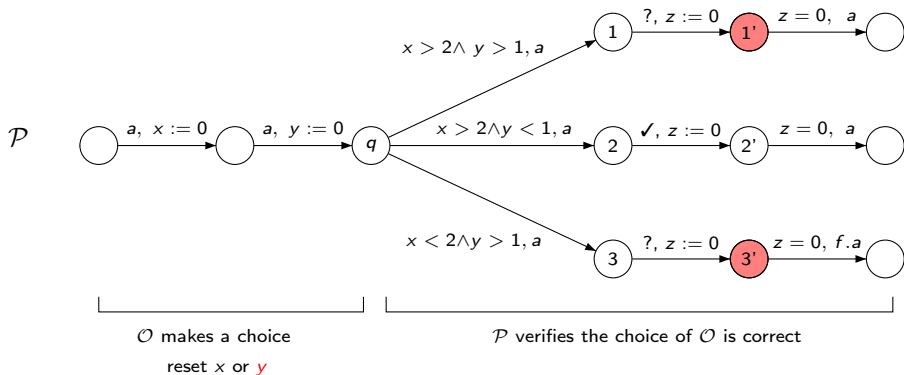 1
?, z := 0
1'
z = 0, a
x > 2∧ y > 1, a
𝒫
a, x := 0
a, y := 0
q
x > 2∧y < 1, a
2
✓, z := 0
2'
z = 0, a
x < 2∧y > 1, a
3
?, z := 0
3'
z = 0, f.a
𝒪 makes a choice
reset x or y
𝒫 verifies the choice of 𝒪 is correct